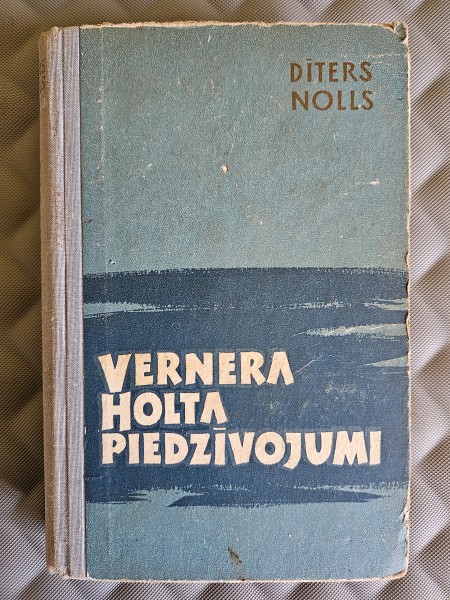 DĪTERS
NOLLS
VERNERA
HOLTA
PIEDZĪVOJUMI